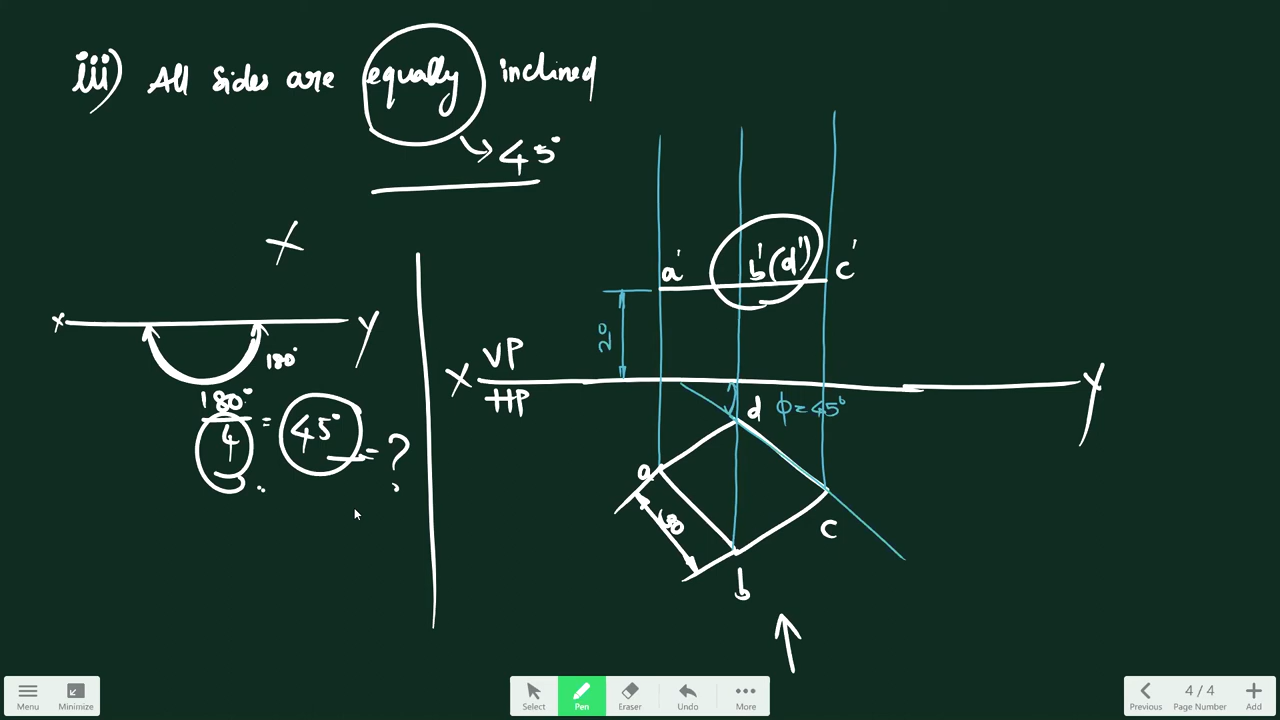 iii) All sides are equally inclined
→ 45°
X
x
y
180°
180°
4
= 45° = ?
a' b'(d') c'
20
VP
X
HP
Y
d
ϕ=45°
a
c
b
Menu
Minimize
Select
Pen
Eraser
Undo
More
Previous
4 / 4
Page Number
Add